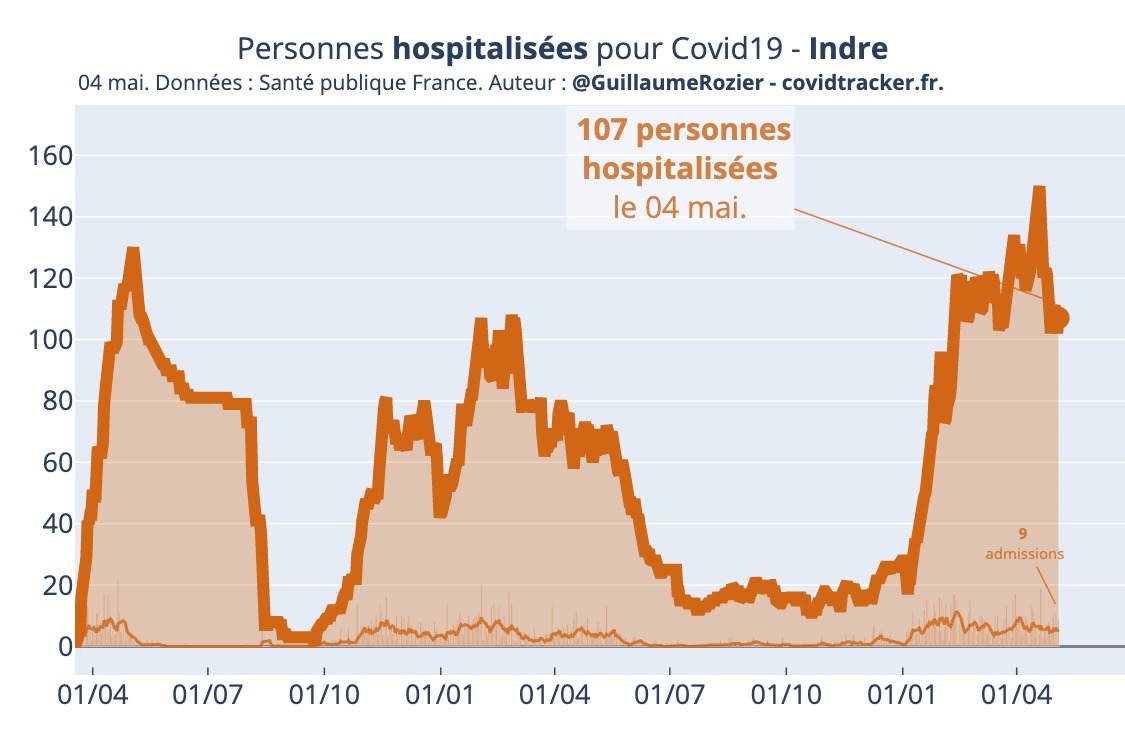 Personnes hospitalisées pour Covid19 - Indre
04 mai. Données : Santé publique France. Auteur : @GuillaumeRozier - covidtracker.fr.
107 personnes
hospitalisées
le 04 mai.
160
140
120
100
80
60
40
20
0
9
admissions
01/04 01/07 01/10 01/01 01/04 01/07 01/10 01/01 01/04